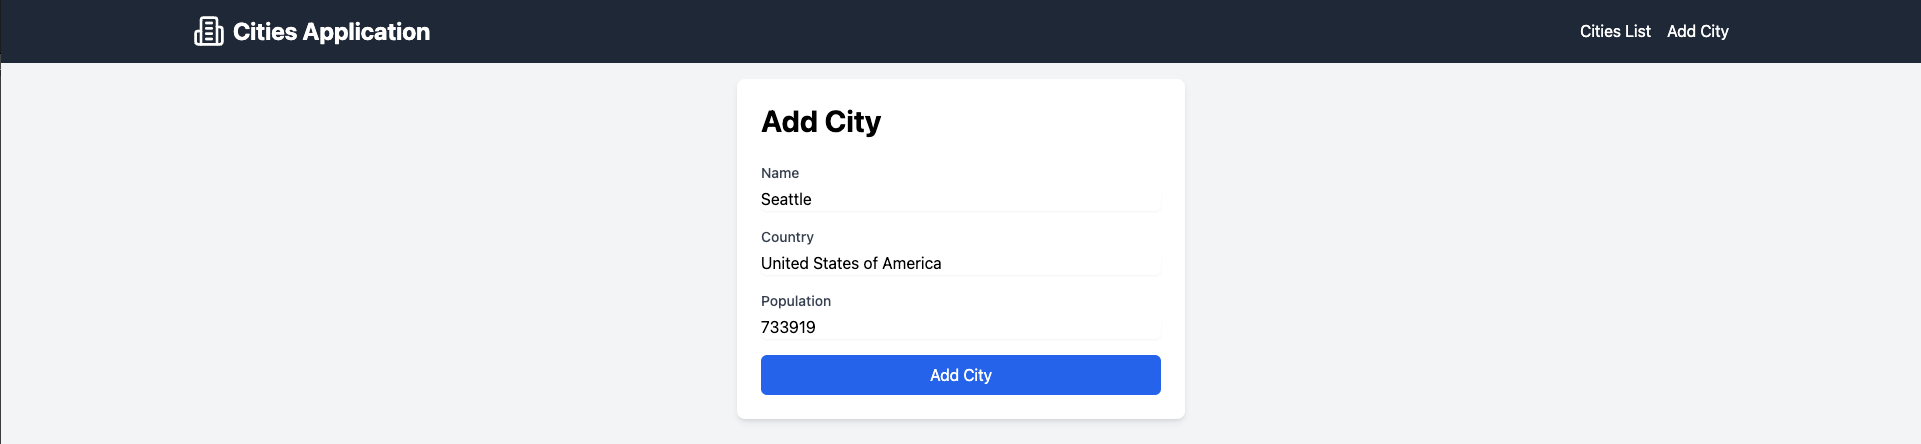 Cities Application
Cities List
Add City
Add City
Name
Seattle
Country
United States of America
Population
733919
Add City